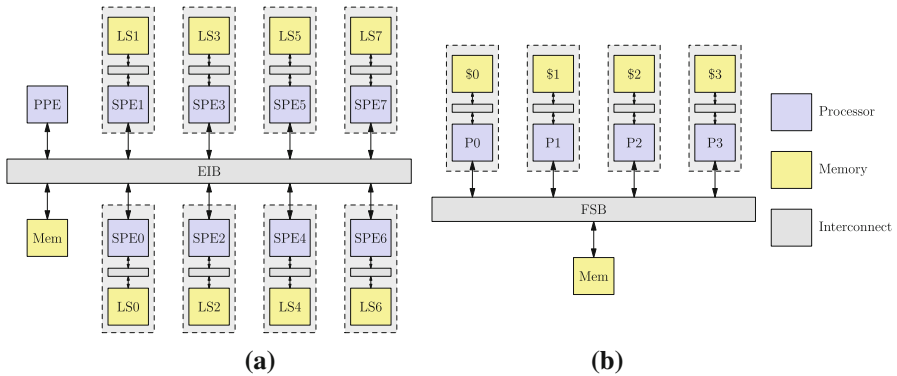 LS1 LS3 LS5 LS7
PPE SPE1 SPE3 SPE5 SPE7
EIB
Mem SPE0 SPE2 SPE4 SPE6
LS0 LS2 LS4 LS6
(a)
$0 $1 $2 $3
P0 P1 P2 P3
FSB
Mem
(b)
Processor
Memory
Interconnect